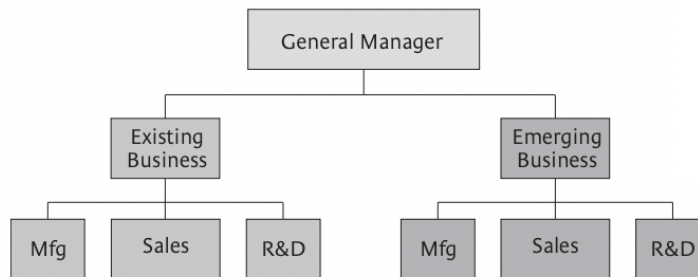 General Manager
Existing
Business
Emerging
Business
Mfg
Sales
R&D
Mfg
Sales
R&D